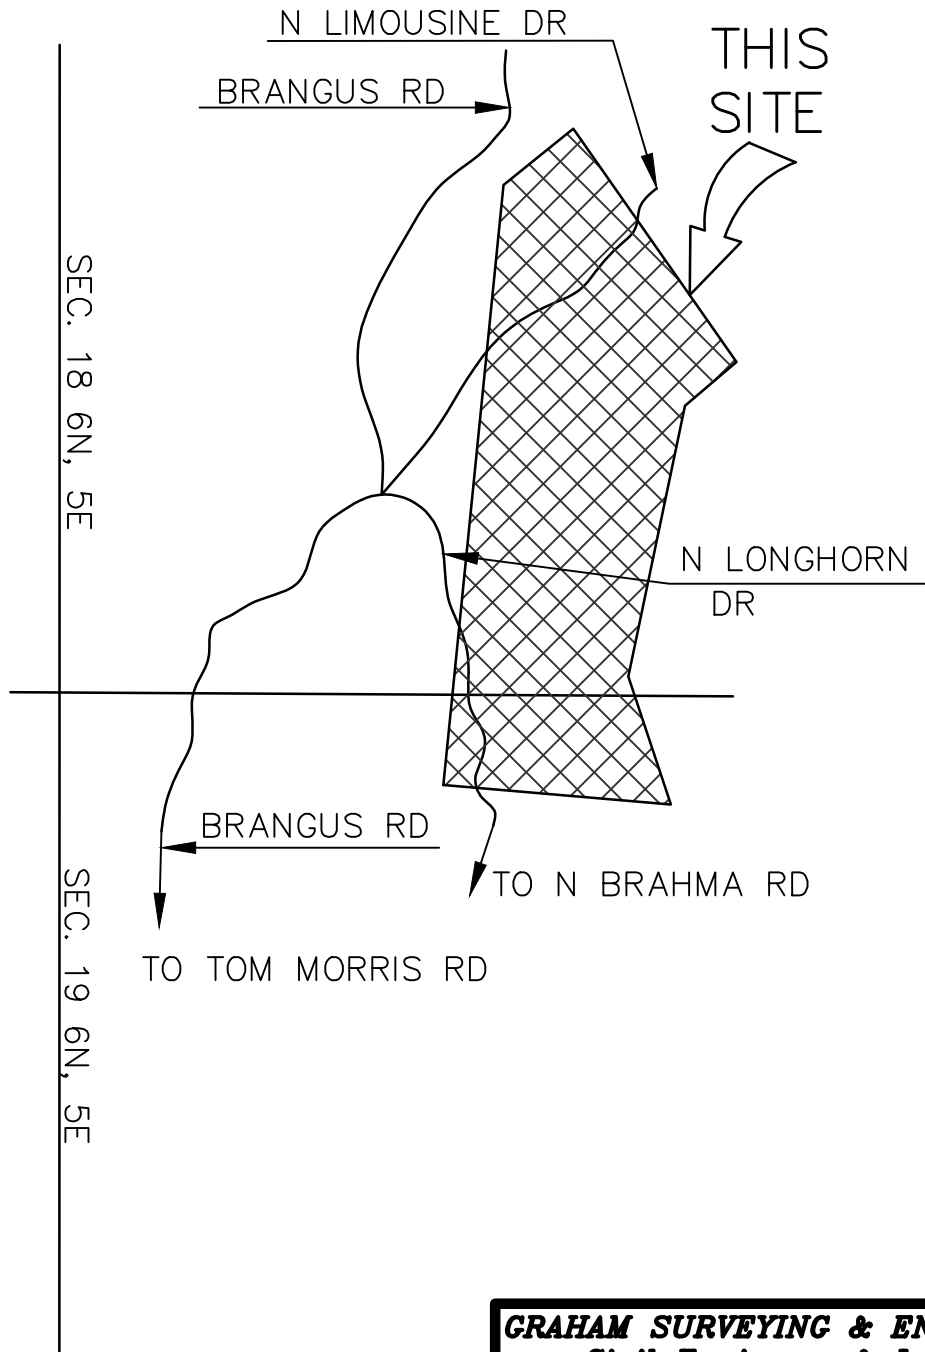 N LIMOUSINE DR
THIS
SITE
BRANGUS RD
SEC. 18 6N, 5E
N LONGHORN
DR
BRANGUS RD
TO N BRAHMA RD
SEC. 19 6N, 5E
TO TOM MORRIS RD
GRAHAM SURVEYING & EN